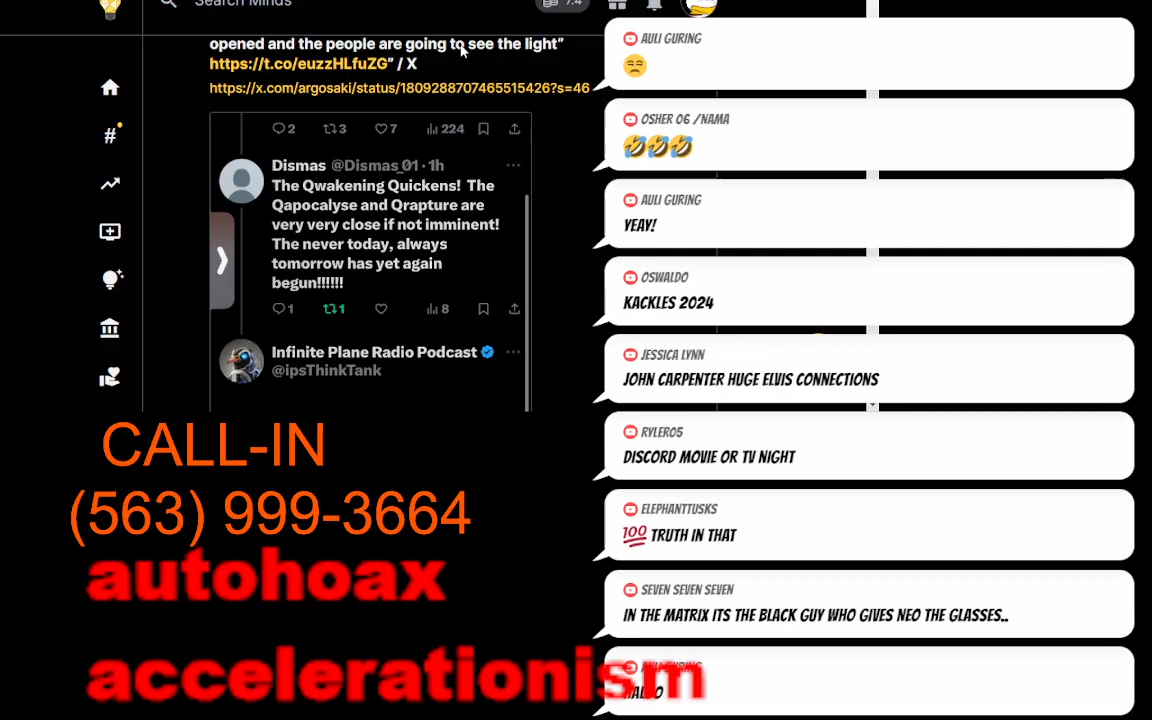 Search Minds
7.4
opened and the people are going to see the light”
https://t.co/euzzHLfuZG” / X
https://x.com/argosaki/status/1809288707465515426?s=46
2 3 7 224
Dismas @Dismas_01 · 1h
The Qwakening Quickens! The
Qapocalyse and Qrapture are
very very close if not imminent!
The never today, always
tomorrow has yet again
begun!!!!!!
1 1 8
Infinite Plane Radio Podcast
@ipsThinkTank
CALL-IN
(563) 999-3664
autohoax
accelerationism
AULI GURING
😒
OSHER 06 /NAMA
🤣🤣🤣
AULI GURING
YEAY!
OSWALDO
KACKLES 2024
JESSICA LYNN
JOHN CARPENTER HUGE ELVIS CONNECTIONS
RYLER05
DISCORD MOVIE OR TV NIGHT
ELEPHANTTUSKS
💯 TRUTH IN THAT
SEVEN SEVEN SEVEN
IN THE MATRIX ITS THE BLACK GUY WHO GIVES NEO THE GLASSES..
AULI GURING